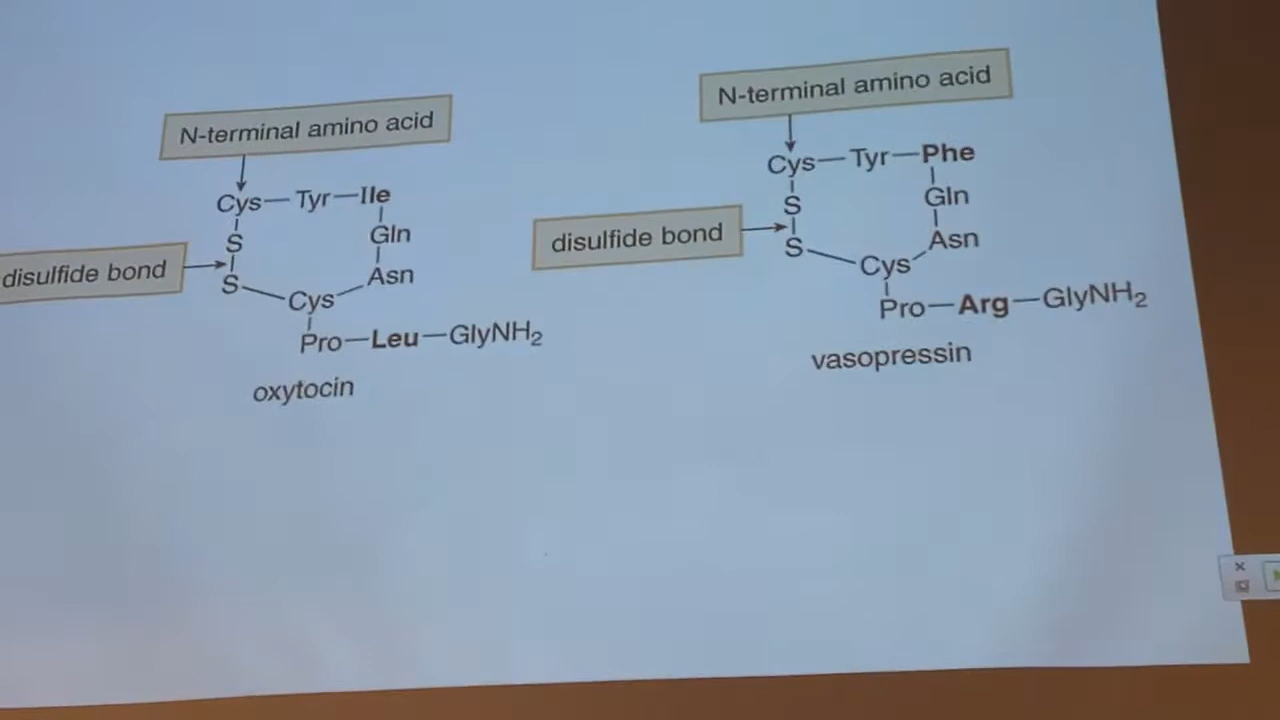 N-terminal amino acid
Cys—Tyr—Ile
S
Gln
disulfide bond
S
Asn
Cys
Pro—Leu—GlyNH₂
oxytocin
N-terminal amino acid
Cys—Tyr—Phe
S
Gln
disulfide bond
S
Asn
Cys
Pro—Arg—GlyNH₂
vasopressin